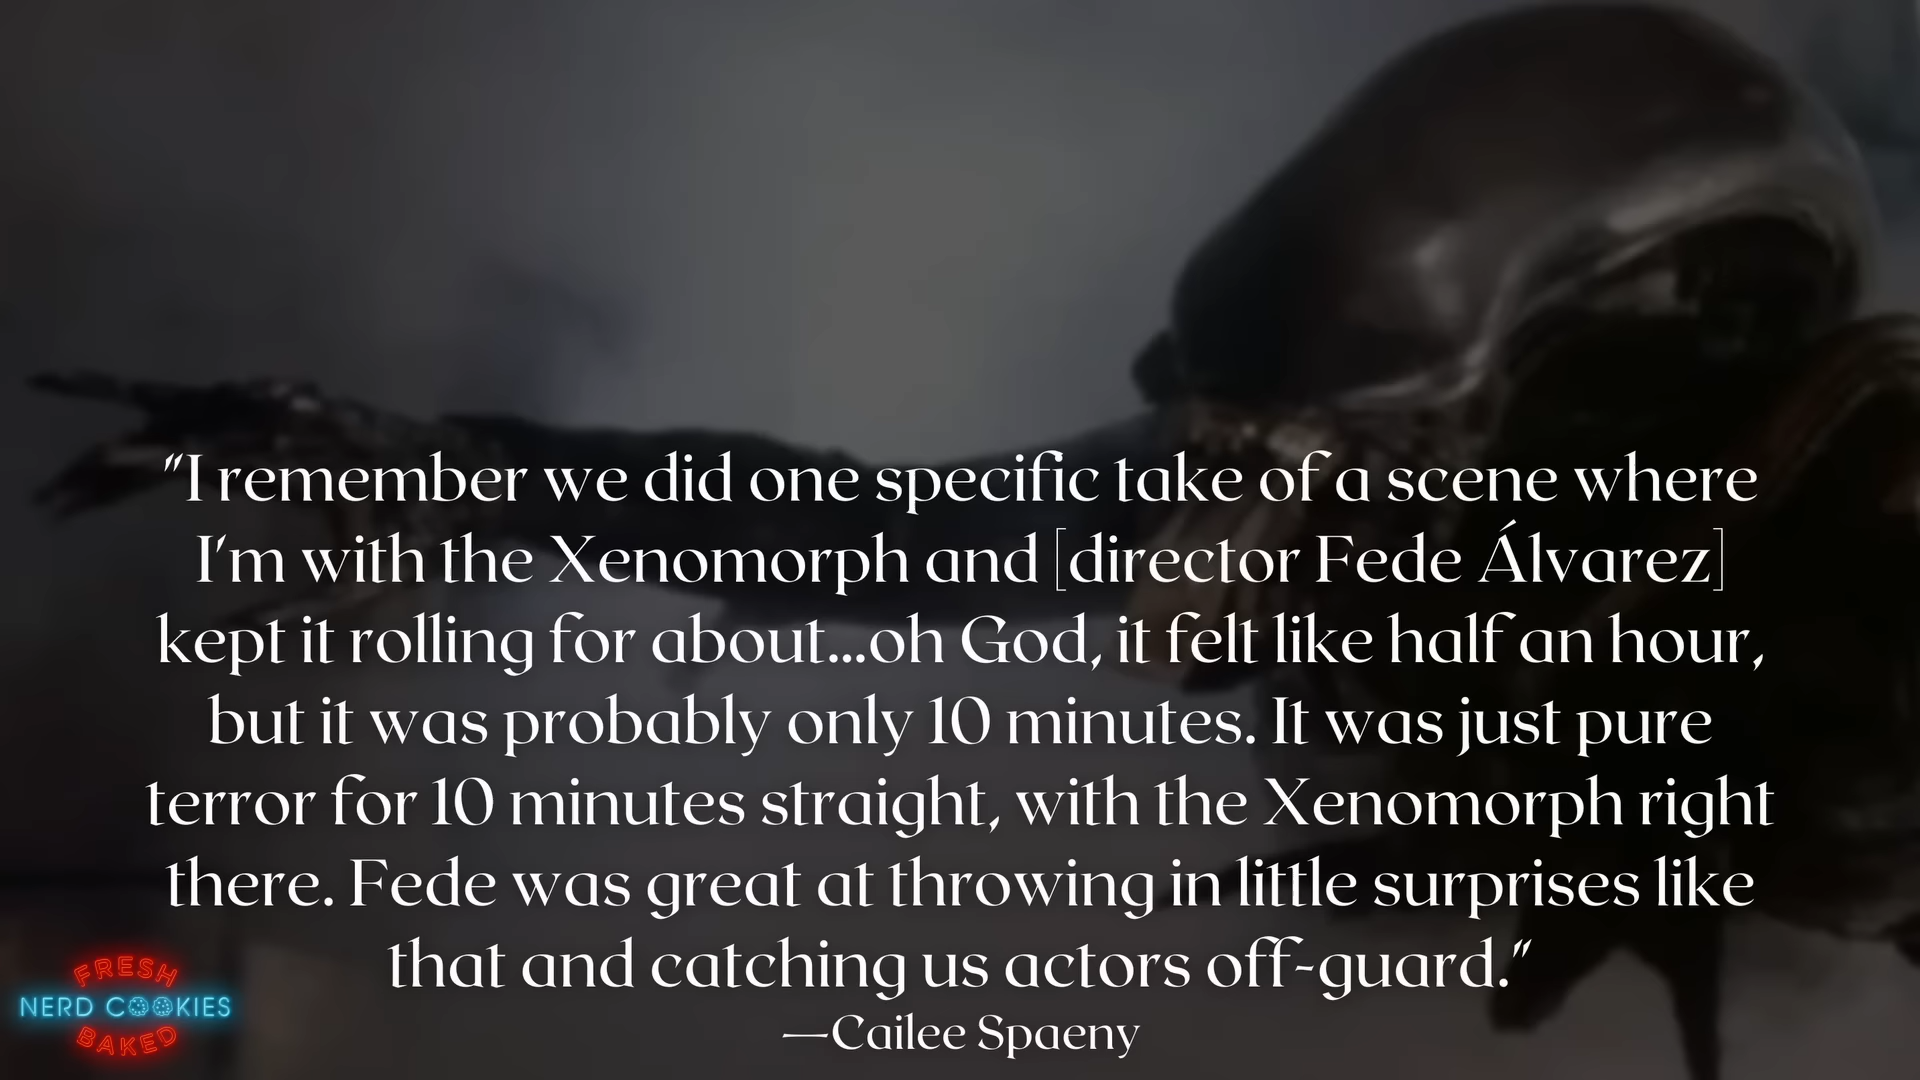 "I remember we did one specific take of a scene where
I'm with the Xenomorph and [director Fede Álvarez]
kept it rolling for about...oh God, it felt like half an hour,
but it was probably only 10 minutes. It was just pure
terror for 10 minutes straight, with the Xenomorph right
there. Fede was great at throwing in little surprises like
that and catching us actors off-guard."
—Cailee Spaeny
FRESH
NERD COOKIES
BAKED